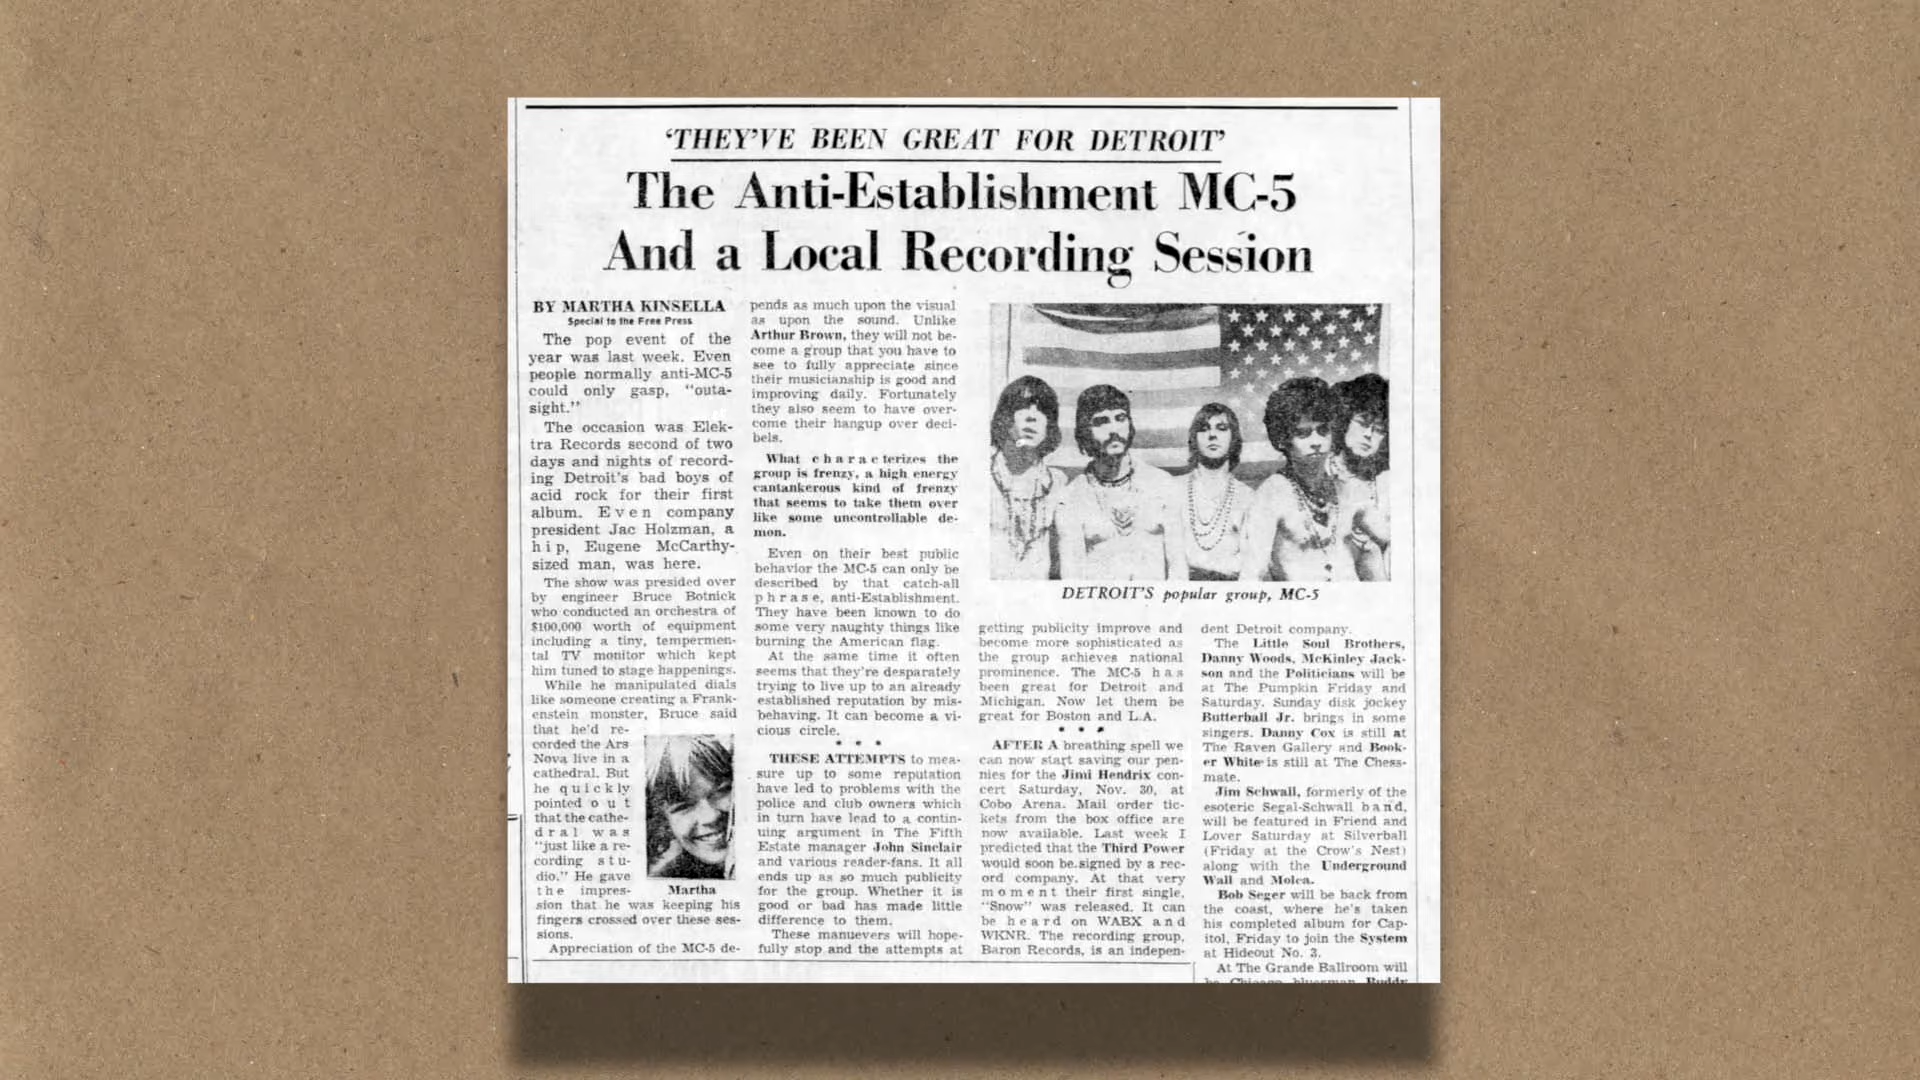 ‘THEY’VE BEEN GREAT FOR DETROIT’
The Anti-Establishment MC-5
And a Local Recording Session
BY MARTHA KINSELLA
Special to the Free Press
The pop event of the
year was last week. Even
people normally anti-MC-5
could only gasp, “outa-
sight.”
The occasion was Elek-
tra Records second of two
days and nights of record-
ing Detroit’s bad boys of
acid rock for their first
album. Even company
president Jac Holzman, a
hip, Eugene McCarthy-
sized man, was here.
The show was presided over
by engineer Bruce Botnick
who conducted an orchestra of
$100,000 worth of equipment
including a tiny, tempermen-
tal TV monitor which kept
him tuned to stage happenings.
While he manipulated dials
like someone creating a Frank-
enstein monster, Bruce said
that he’d re-
corded the Ars
Nova live in a
cathedral. But
he quickly
pointed out
that the cathe-
dral was
“just like a re-
cording stu-
dio.” He gave
the impres-
sion that he was keeping his
fingers crossed over these ses-
sions.
Appreciation of the MC-5 de-
Martha
pends as much upon the visual
as upon the sound. Unlike
Arthur Brown, they will not be-
come a group that you have to
see to fully appreciate since
their musicianship is good and
improving daily. Fortunately
they also seem to have over-
come their hangup over deci-
bels.
What characterizes the
group is frenzy, a high energy
cantankerous kind of frenzy
that seems to take them over
like some uncontrollable de-
mon.
Even on their best public
behavior the MC-5 can only be
described by that catch-all
phrase, anti-Establishment.
They have been known to do
some very naughty things like
burning the American flag.
At the same time it often
seems that they’re desparately
trying to live up to an already
established reputation by mis-
behaving. It can become a vi-
cious circle.
* * *
THESE ATTEMPTS to mea-
sure up to some reputation
have led to problems with the
police and club owners which
in turn have lead to a contin-
uing argument in The Fifth
Estate manager John Sinclair
and various reader-fans. It all
ends up as so much publicity
for the group. Whether it is
good or bad has made little
difference to them.
These manuevers will hope-
fully stop and the attempts at
DETROIT’S popular group, MC-5
getting publicity improve and
become more sophisticated as
the group achieves national
prominence. The MC-5 has
been great for Detroit and
Michigan. Now let them be
great for Boston and L.A.
* * *
AFTER A breathing spell we
can now start saving our pen-
nies for the Jimi Hendrix con-
cert Saturday, Nov. 30, at
Cobo Arena. Mail order tic-
kets from the box office are
now available. Last week I
predicted that the Third Power
would soon be signed by a rec-
ord company. At that very
moment their first single,
“Snow” was released. It can
be heard on WABX and
WKNR. The recording group,
Baron Records, is an indepen-
dent Detroit company.
The Little Soul Brothers,
Danny Woods, McKinley Jack-
son and the Politicians will be
at The Pumpkin Friday and
Saturday. Sunday disk jockey
Butterball Jr. brings in some
singers. Danny Cox is still at
The Raven Gallery and Book-
er White is still at The Chess-
mate.
Jim Schwall, formerly of the
esoteric Segal-Schwall band,
will be featured in Friend and
Lover Saturday at Silverball
(Friday at the Crow’s Nest)
along with the Underground
Wall and Molea.
Bob Seger will be back from
the coast, where he’s taken
his completed album for Cap-
itol, Friday to join the System
at Hideout No. 3.
At The Grande Ballroom will
be Chicago bluesman Buddy